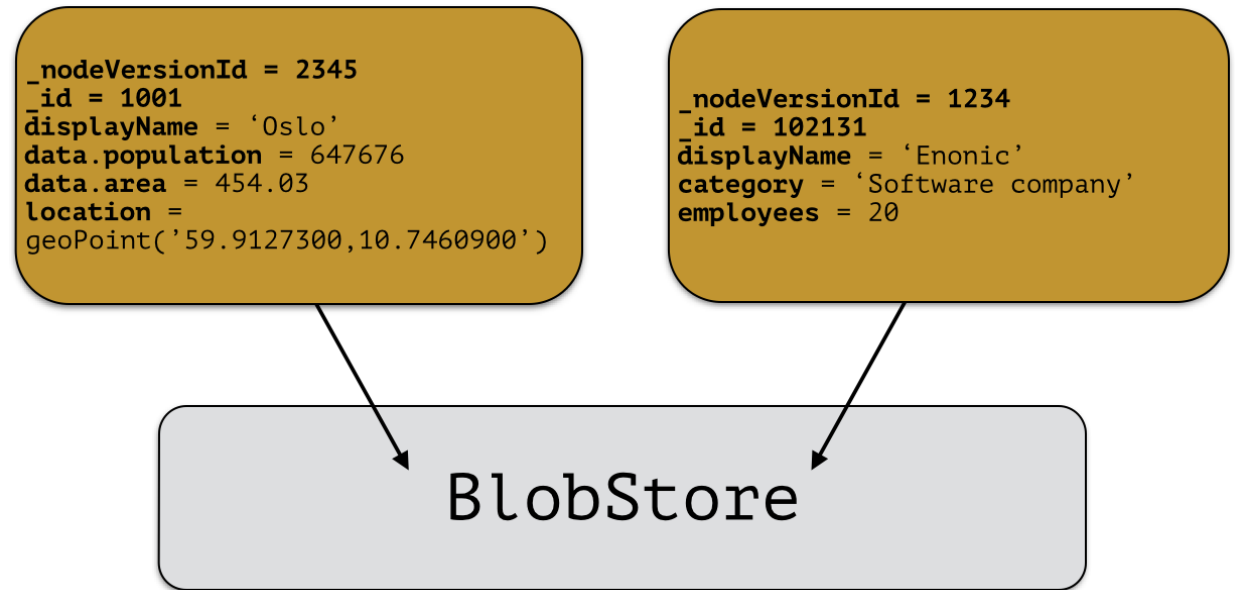 _nodeVersionId = 2345
_id = 1001
displayName = ‘Oslo’
data.population = 647676
data.area = 454.03
location =
geoPoint(’59.9127300,10.7460900’)
_nodeVersionId = 1234
_id = 102131
displayName = ‘Enonic’
category = ‘Software company’
employees = 20
BlobStore